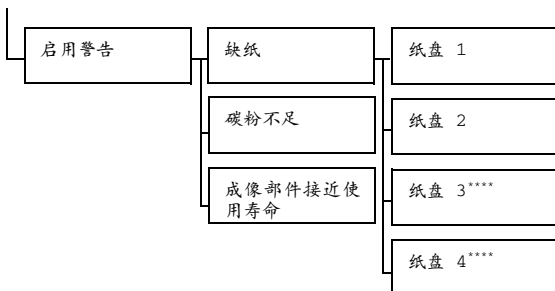 启用警告
缺纸
纸盘 1
碳粉不足
纸盘 2
成像部件接近使
用寿命
纸盘 3****
纸盘 4****